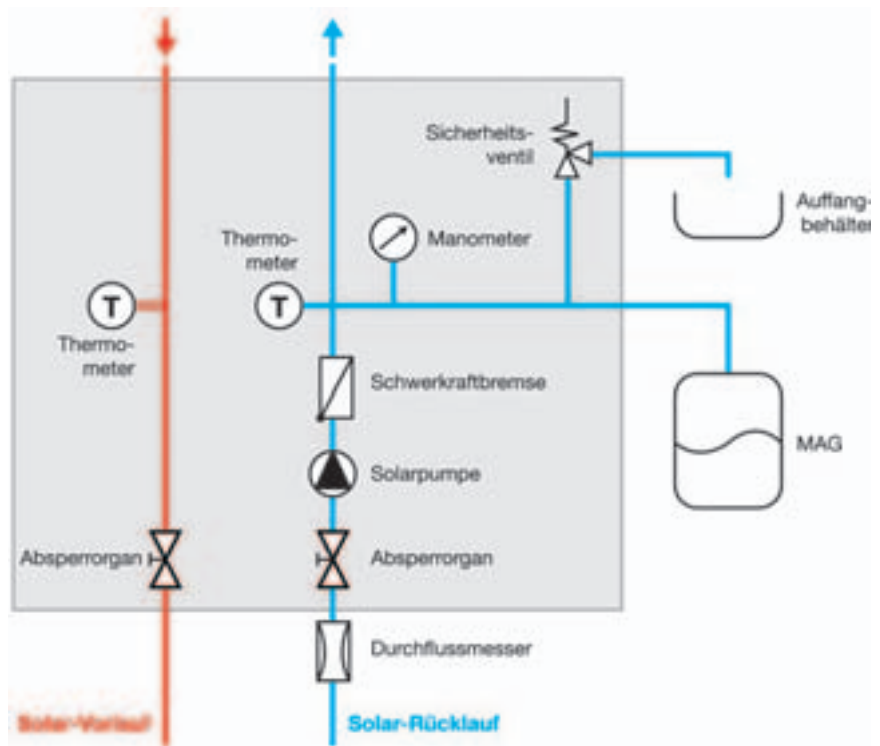 Sicherheits-
ventil
Auffang-
behälter
Thermo-
meter
Manometer
T
T
Thermo-
meter
Schwerkraftbremse
MAG
Solarpumpe
Absperrorgan
Absperrorgan
Durchflussmesser
Solar-Vorlauf
Solar-Rücklauf